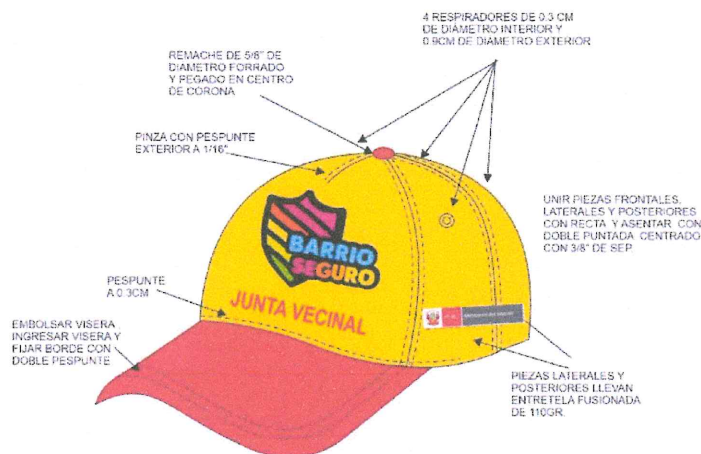 4 RESPIRADORES DE 0.3 CM
DE DIAMETRO INTERIOR Y
0.9CM DE DIAMETRO EXTERIOR
REMACHE DE 5/8" DE
DIAMETRO FORRADO
Y PEGADO EN CENTRO
DE CORONA
PINZA CON PESPUNTE
EXTERIOR A 1/16"
UNIR PIEZAS FRONTALES,
LATERALES Y POSTERIORES
CON RECTA Y ASENTAR CON
DOBLE PUNTADA CENTRADO
CON 3/8" DE SEP.
BARRIO
SEGURO
JUNTA VECINAL
PESPUNTE
A 0.3CM
EMBOLSAR VISERA
INGRESAR VISERA Y
FIJAR BORDE CON
DOBLE PESPUNTE
PIEZAS LATERALES Y
POSTERIORES LLEVAN
ENTRETELA FUSIONADA
DE 110GR.